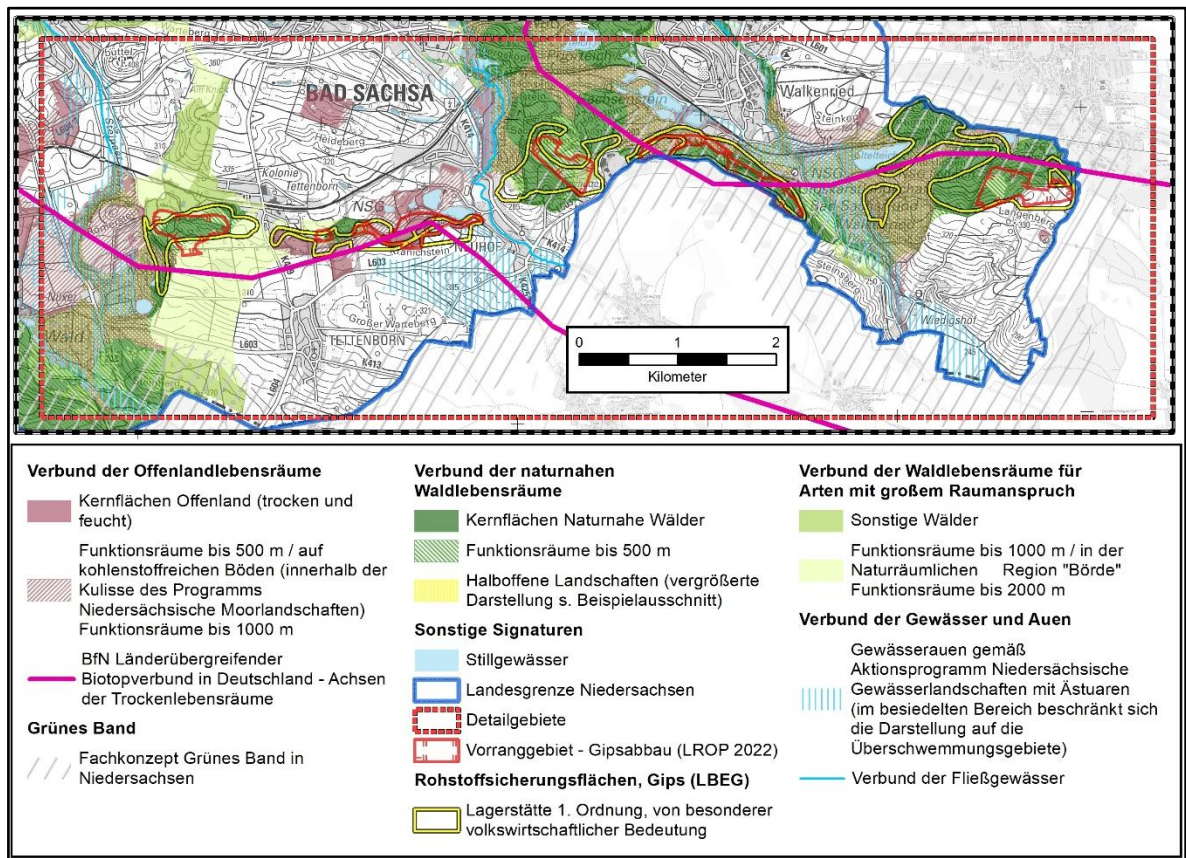 BAD SACHSA
Walkenried
L601
K414
Heideberg
Kolonie
Tettenborn
NSG
Kranichstein
NEUHOF
L603
K414
Großer Warteberg
TETTENBORN
L603
K413
L604
Wiedigshof
0 1 2
Kilometer
Verbund der Offenlandlebensräume
Kernflächen Offenland (trocken und
feucht)
Funktionsräume bis 500 m / auf
kohlenstoffreichen Böden (innerhalb der
Kulisse des Programms
Niedersächsische Moorlandschaften)
Funktionsräume bis 1000 m
BfN Länderübergreifender
Biotopverbund in Deutschland - Achsen
der Trockenlebensräume
Grünes Band
Fachkonzept Grünes Band in
Niedersachsen
Verbund der naturnahen
Waldlebensräume
Kernflächen Naturnahe Wälder
Funktionsräume bis 500 m
Halboffene Landschaften (vergrößerte
Darstellung s. Beispielausschnitt)
Sonstige Signaturen
Stillgewässer
Landesgrenze Niedersachsen
Detailgebiete
Vorranggebiet - Gipsabbau (LROP 2022)
Rohstoffsicherungsflächen, Gips (LBEG)
Lagerstätte 1. Ordnung, von besonderer
volkswirtschaftlicher Bedeutung
Verbund der Waldlebensräume für
Arten mit großem Raumanspruch
Sonstige Wälder
Funktionsräume bis 1000 m / in der
Naturräumlichen Region "Börde"
Funktionsräume bis 2000 m
Verbund der Gewässer und Auen
Gewässerauen gemäß
Aktionsprogramm Niedersächsische
Gewässerlandschaften mit Ästuaren
(im besiedelten Bereich beschränkt sich
die Darstellung auf die
Überschwemmungsgebiete)
Verbund der Fließgewässer